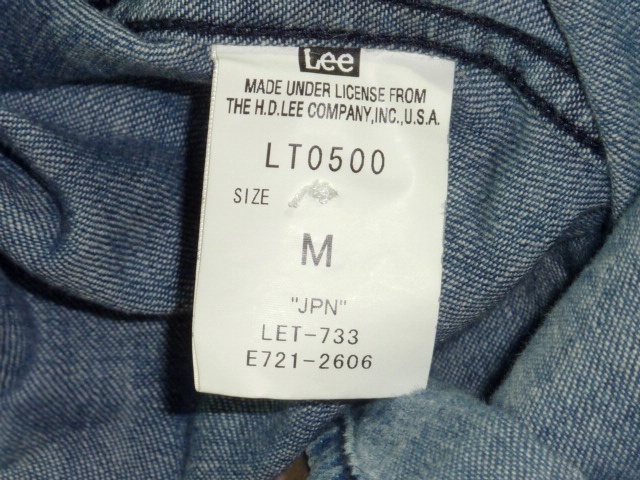 Lee
MADE UNDER LICENSE FROM
THE H.D.LEE COMPANY,INC.,U.S.A.
LT0500
SIZE
M
"JPN"
LET-733
E721-2606